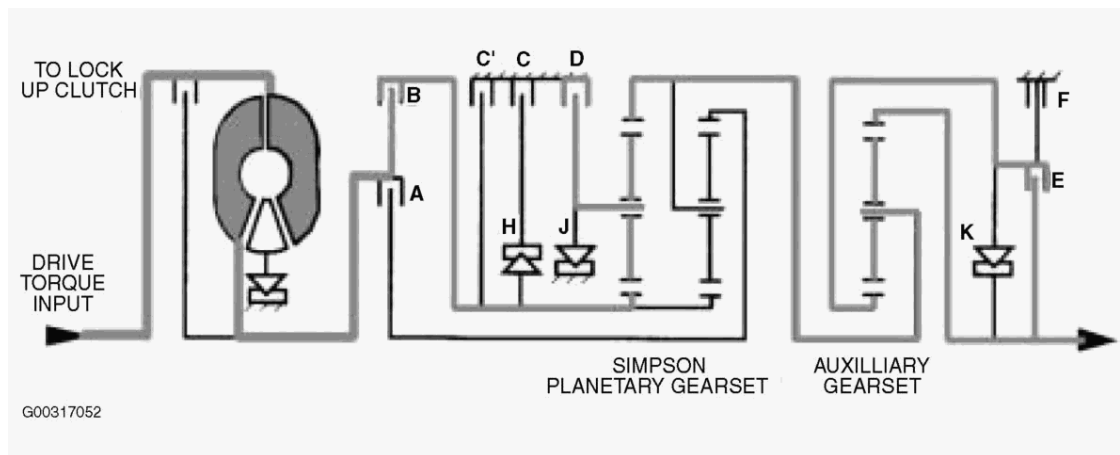 TO LOCK
UP CLUTCH
B
A
C' C D
H J
F
E
K
DRIVE
TORQUE
INPUT
SIMPSON
PLANETARY GEARSET
AUXILLIARY
GEARSET
G00317052